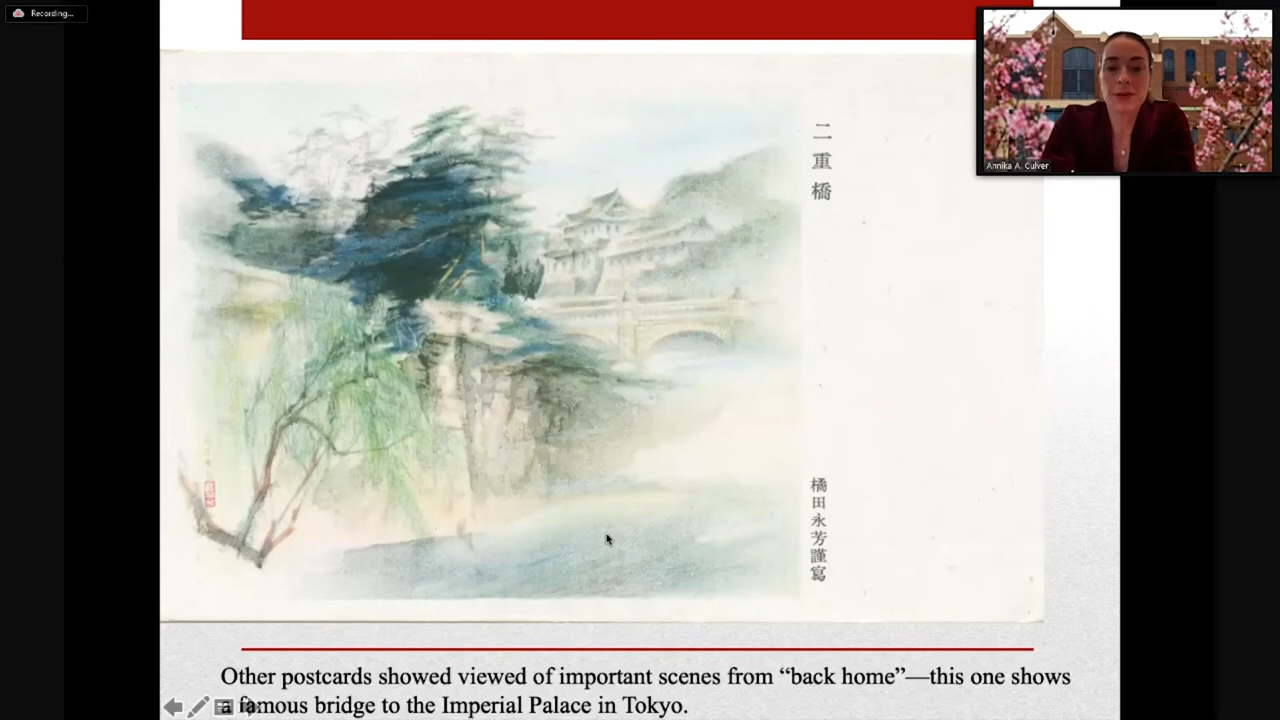 Recording...
Annika A. Culver
二重橋
橋田永芳謹寫
Other postcards showed viewed of important scenes from “back home”—this one shows
a famous bridge to the Imperial Palace in Tokyo.